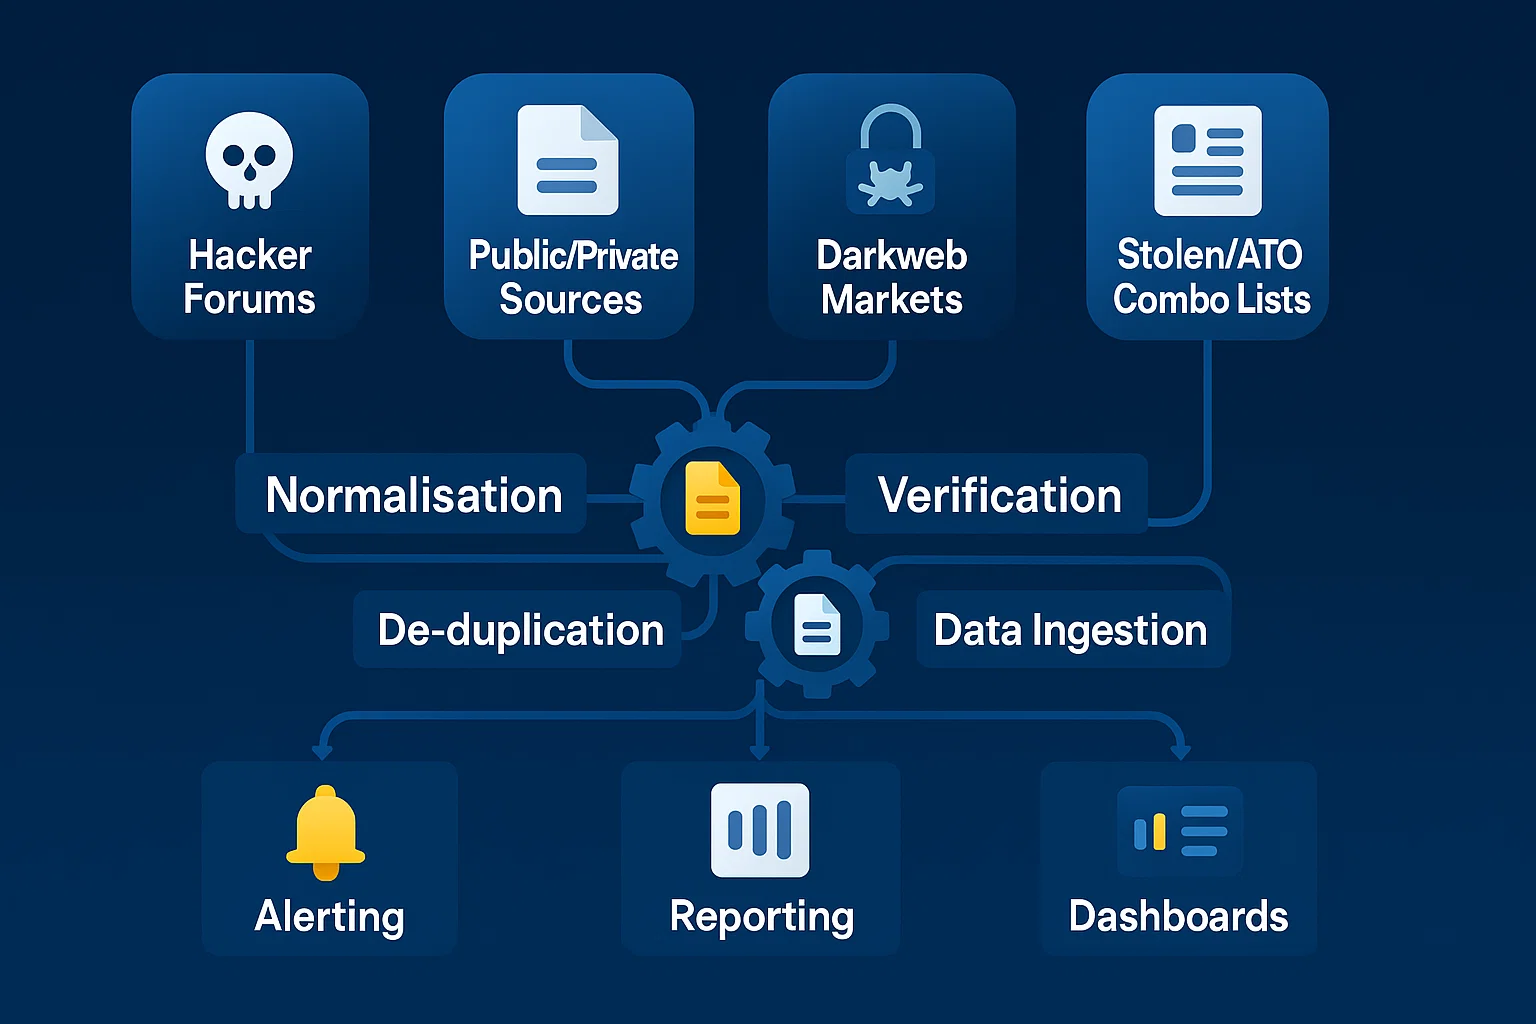 Hacker
Forums
Public/Private
Sources
Darkweb
Markets
Stolen/ATO
Combo Lists
Normalisation
Verification
De-duplication
Data Ingestion
Alerting
Reporting
Dashboards